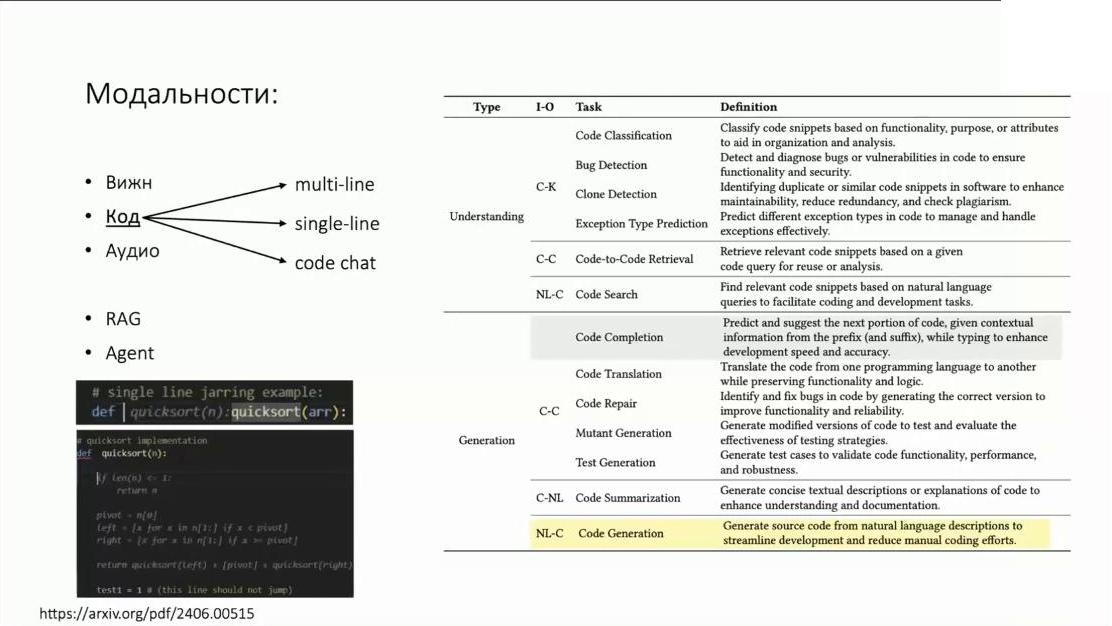 Модальности:
• Вижн
• Код
• Аудио
multi-line
single-line
code chat
• RAG
• Agent
# single line jarring example:
def quicksort(n):quicksort(arr):
# quicksort implementation
def quicksort(n):
if len(n) <= 1:
return n
pivot = n[0]
left = [x for x in n[1:] if x < pivot]
right = [x for x in n[1:] if x >= pivot]
return quicksort(left) + [pivot] + quicksort(right)
test1 = 1 # (this line should not jump)
https://arxiv.org/pdf/2406.00515
Type I-O Task Definition
Understanding
C-K
Code Classification
Classify code snippets based on functionality, purpose, or attributes
to aid in organization and analysis.
Bug Detection
Detect and diagnose bugs or vulnerabilities in code to ensure
functionality and security.
Clone Detection
Identifying duplicate or similar code snippets in software to enhance
maintainability, reduce redundancy, and check plagiarism.
Exception Type Prediction
Predict different exception types in code to manage and handle
exceptions effectively.
C-C Code-to-Code Retrieval
Retrieve relevant code snippets based on a given
code query for reuse or analysis.
NL-C Code Search
Find relevant code snippets based on natural language
queries to facilitate coding and development tasks.
Generation
C-C
Code Completion
Predict and suggest the next portion of code, given contextual
information from the prefix (and suffix), while typing to enhance
development speed and accuracy.
Code Translation
Translate the code from one programming language to another
while preserving functionality and logic.
Code Repair
Identify and fix bugs in code by generating the correct version to
improve functionality and reliability.
Mutant Generation
Generate modified versions of code to test and evaluate the
effectiveness of testing strategies.
Test Generation
Generate test cases to validate code functionality, performance,
and robustness.
C-NL Code Summarization
Generate concise textual descriptions or explanations of code to
enhance understanding and documentation.
NL-C Code Generation
Generate source code from natural language descriptions to
streamline development and reduce manual coding efforts.